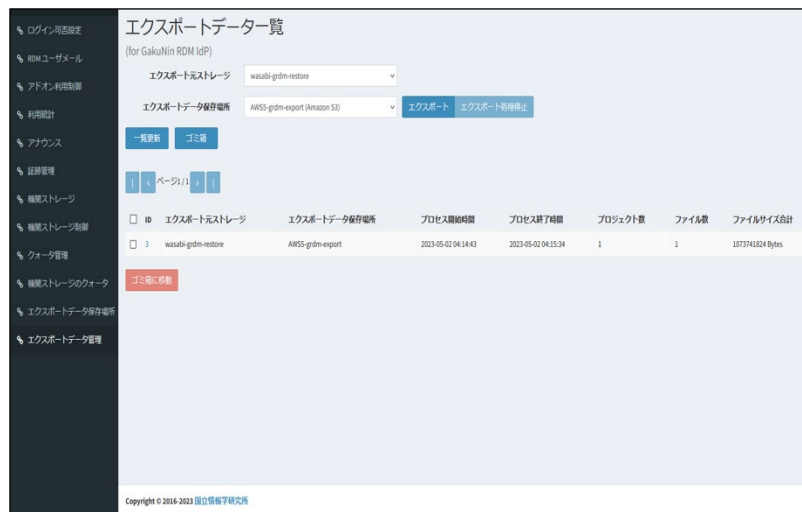 ログイン可否設定
RDMユーザメール
アドオン利用制御
利用統計
アナウンス
証跡管理
機関ストレージ
機関ストレージ制御
クォータ管理
機関ストレージのクォータ
エクスポートデータ保存場所
エクスポートデータ管理
エクスポートデータ一覧
(for GakuNin RDM IdP)
エクスポート元ストレージ wasabi-grdm-restore
エクスポートデータ保存場所 AWS5-grdm-export (Amazon S3) エクスポート エクスポート処理停止
一覧更新 ゴミ箱
| < ページ1/1 > |
ID エクスポート元ストレージ エクスポートデータ保存場所 プロセス開始時間 プロセス終了時間 プロジェクト数 ファイル数 ファイルサイズ合計
3 wasabi-grdm-restore AWS5-grdm-export 2023-05-02 04:14:43 2023-05-02 04:15:34 1 1 1073741824 Bytes
ゴミ箱に移動
Copyright © 2016-2023 国立情報学研究所